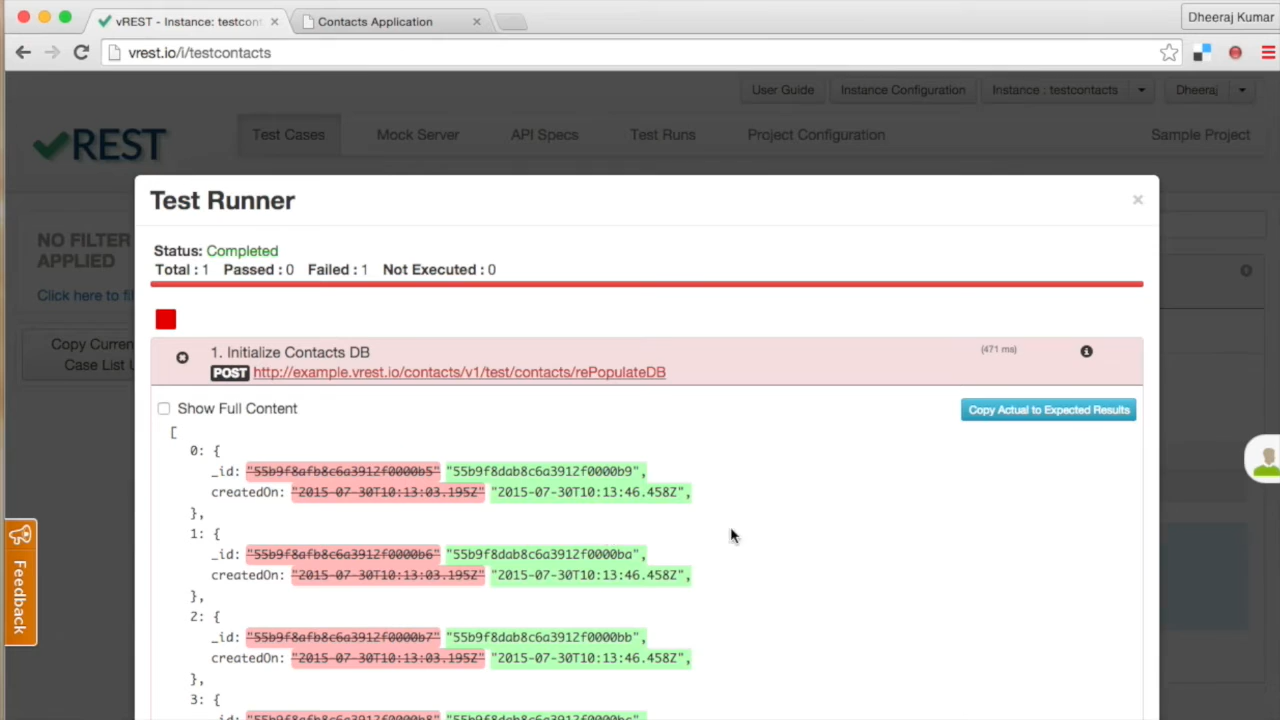 vREST - Instance: testcont
Contacts Application
Dheeraj Kumar
vrest.io/i/testcontacts
User Guide
Instance Configuration
Instance : testcontacts
Dheeraj
REST
Test Cases
Mock Server
API Specs
Test Runs
Project Configuration
Sample Project
NO FILTER
APPLIED
Click here to fil
Copy Curren
Case List U
Test Runner
Status: Completed
Total : 1 Passed : 0 Failed : 1 Not Executed : 0
1. Initialize Contacts DB
(471 ms)
POST http://example.vrest.io/contacts/v1/test/contacts/rePopulateDB
Show Full Content
Copy Actual to Expected Results
[
0: {
_id: "55b9f8afb8c6a3912f0000b5" "55b9f8dab8c6a3912f0000b9",
createdOn: "2015-07-30T10:13:03.195Z" "2015-07-30T10:13:46.458Z",
},
1: {
_id: "55b9f8afb8c6a3912f0000b6" "55b9f8dab8c6a3912f0000ba",
createdOn: "2015-07-30T10:13:03.195Z" "2015-07-30T10:13:46.458Z",
},
2: {
_id: "55b9f8afb8c6a3912f0000b7" "55b9f8dab8c6a3912f0000bb",
createdOn: "2015-07-30T10:13:03.195Z" "2015-07-30T10:13:46.458Z",
},
3: {
_id: "55b9f8afb8c6a3912f0000b8" "55b9f8dab8c6a3912f0000bc",
Feedback